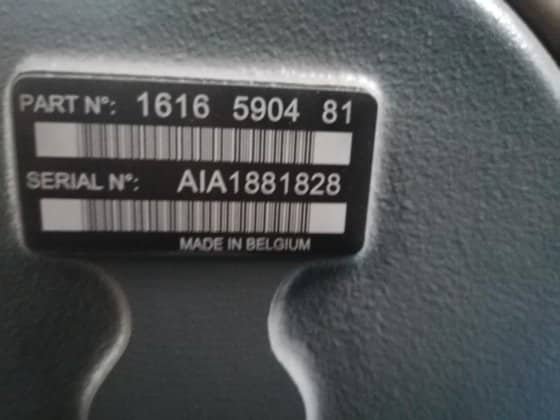 PART N°: 1616 5904 81
SERIAL N°: AIA1881828
MADE IN BELGIUM